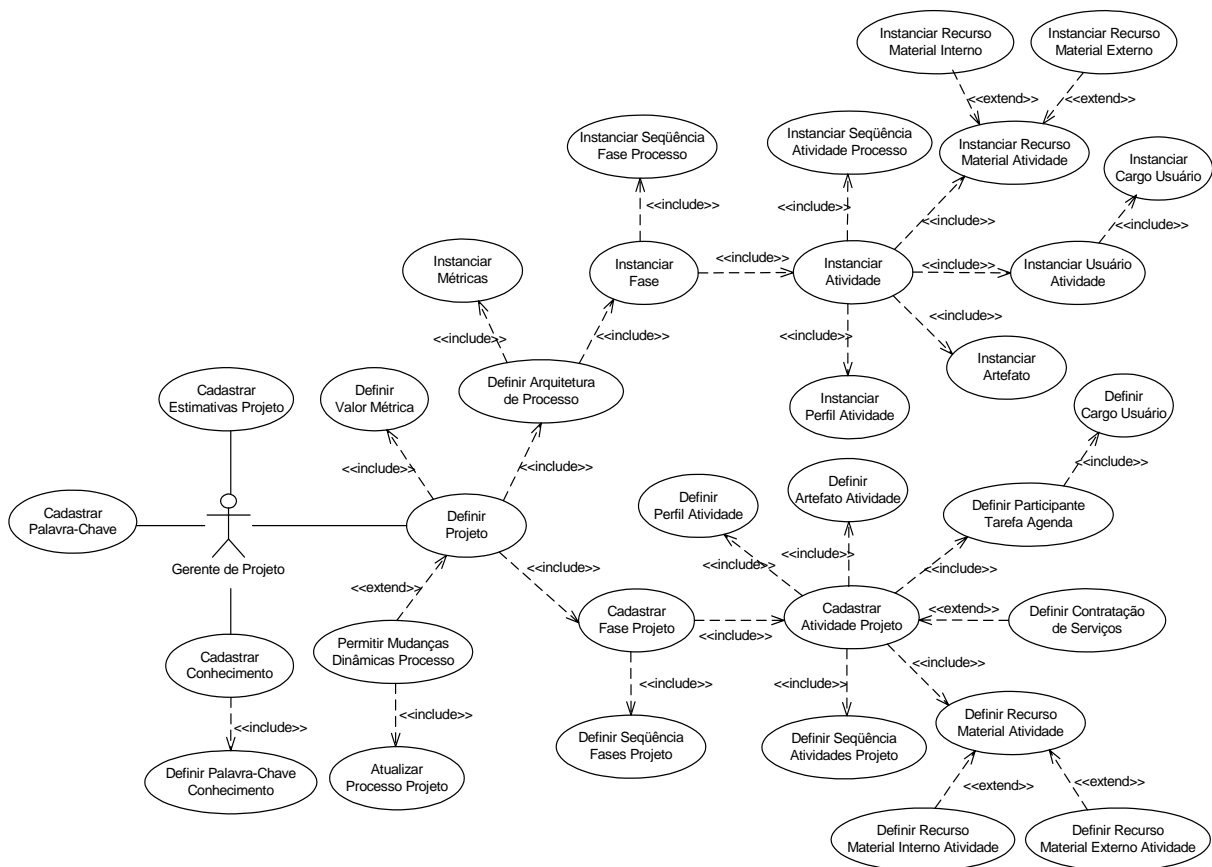 Instanciar Recurso
Material Interno
Instanciar Recurso
Material Externo
<<extend>>
<<extend>>
Instanciar Seqüência
Fase Processo
Instanciar Seqüência
Atividade Processo
Instanciar Recurso
Material Atividade
Instanciar
Cargo Usuário
<<include>>
<<include>>
<<include>>
<<include>>
Instanciar
Métricas
Instanciar
Fase
<<include>>
Instanciar
Atividade
<<include>>
Instanciar Usuário
Atividade
<<include>>
<<include>>
<<include>>
<<include>>
Instanciar
Artefato
Cadastrar
Estimativas Projeto
Definir
Valor Métrica
Definir Arquitetura
de Processo
Instanciar
Perfil Atividade
Definir
Cargo Usuário
<<include>>
<<include>>
<<include>>
Cadastrar
Palavra-Chave
Gerente de Projeto
Definir
Projeto
Definir
Perfil Atividade
Definir
Artefato Atividade
Definir Participante
Tarefa Agenda
<<include>>
<<extend>>
<<include>>
<<include>>
<<include>>
Cadastrar
Fase Projeto
<<include>>
Cadastrar
Atividade Projeto
<<extend>>
Definir Contratação
de Serviços
Cadastrar
Conhecimento
Permitir Mudanças
Dinâmicas Processo
<<include>>
<<include>>
<<include>>
<<include>>
<<include>>
Definir Palavra-Chave
Conhecimento
Atualizar
Processo Projeto
Definir Seqüência
Fases Projeto
Definir Seqüência
Atividades Projeto
Definir Recurso
Material Atividade
<<extend>>
<<extend>>
Definir Recurso
Material Interno Atividade
Definir Recurso
Material Externo Atividade